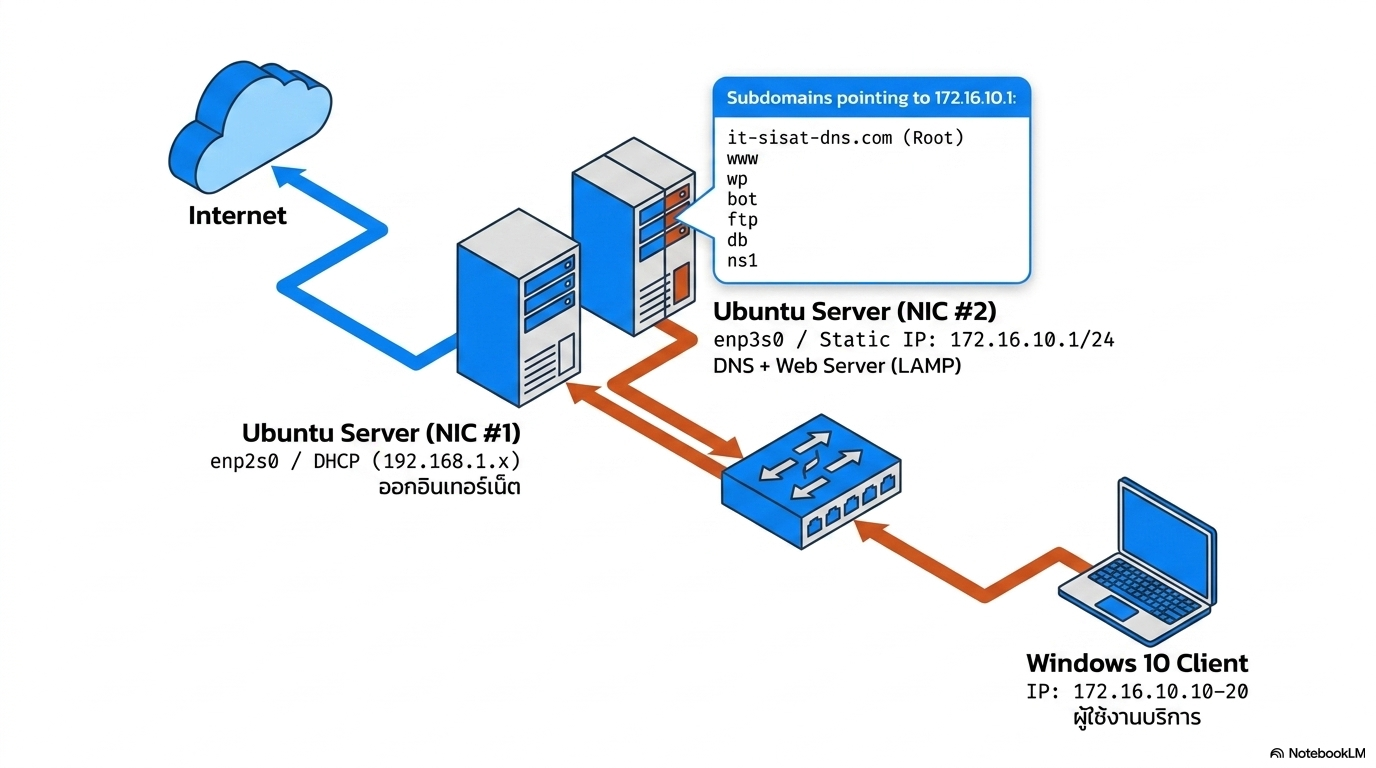 Internet
Subdomains pointing to 172.16.10.1:
it-sisat-dns.com (Root)
www
wp
bot
ftp
db
ns1
Ubuntu Server (NIC #2)
enp3s0 / Static IP: 172.16.10.1/24
DNS + Web Server (LAMP)
Ubuntu Server (NIC #1)
enp2s0 / DHCP (192.168.1.x)
ออกอินเทอร์เน็ต
Windows 10 Client
IP: 172.16.10.10–20
ผู้ใช้งานบริการ
NotebookLM